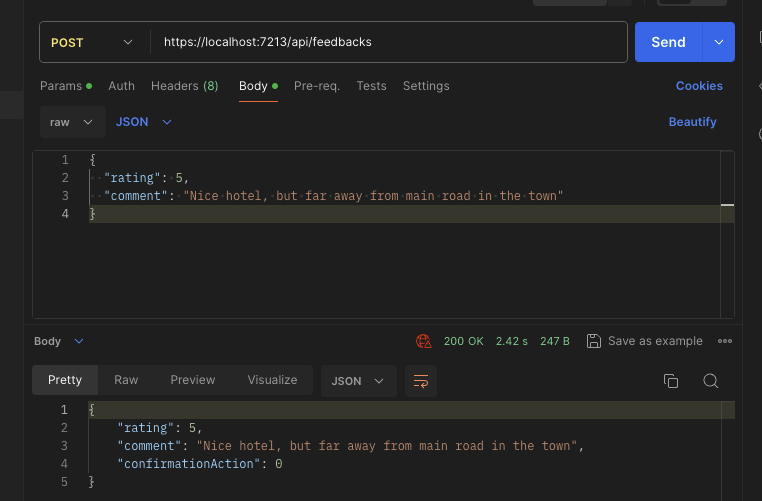 POST https://localhost:7213/api/feedbacks Send
Params Auth Headers (8) Body Pre-req. Tests Settings Cookies
raw JSON Beautify
1 {
2 "rating": 5,
3 "comment": "Nice hotel, but far away from main road in the town"
4 }
Body 200 OK 2.42 s 247 B Save as example
Pretty Raw Preview Visualize JSON
1 {
2 "rating": 5,
3 "comment": "Nice hotel, but far away from main road in the town",
4 "confirmationAction": 0
5 }